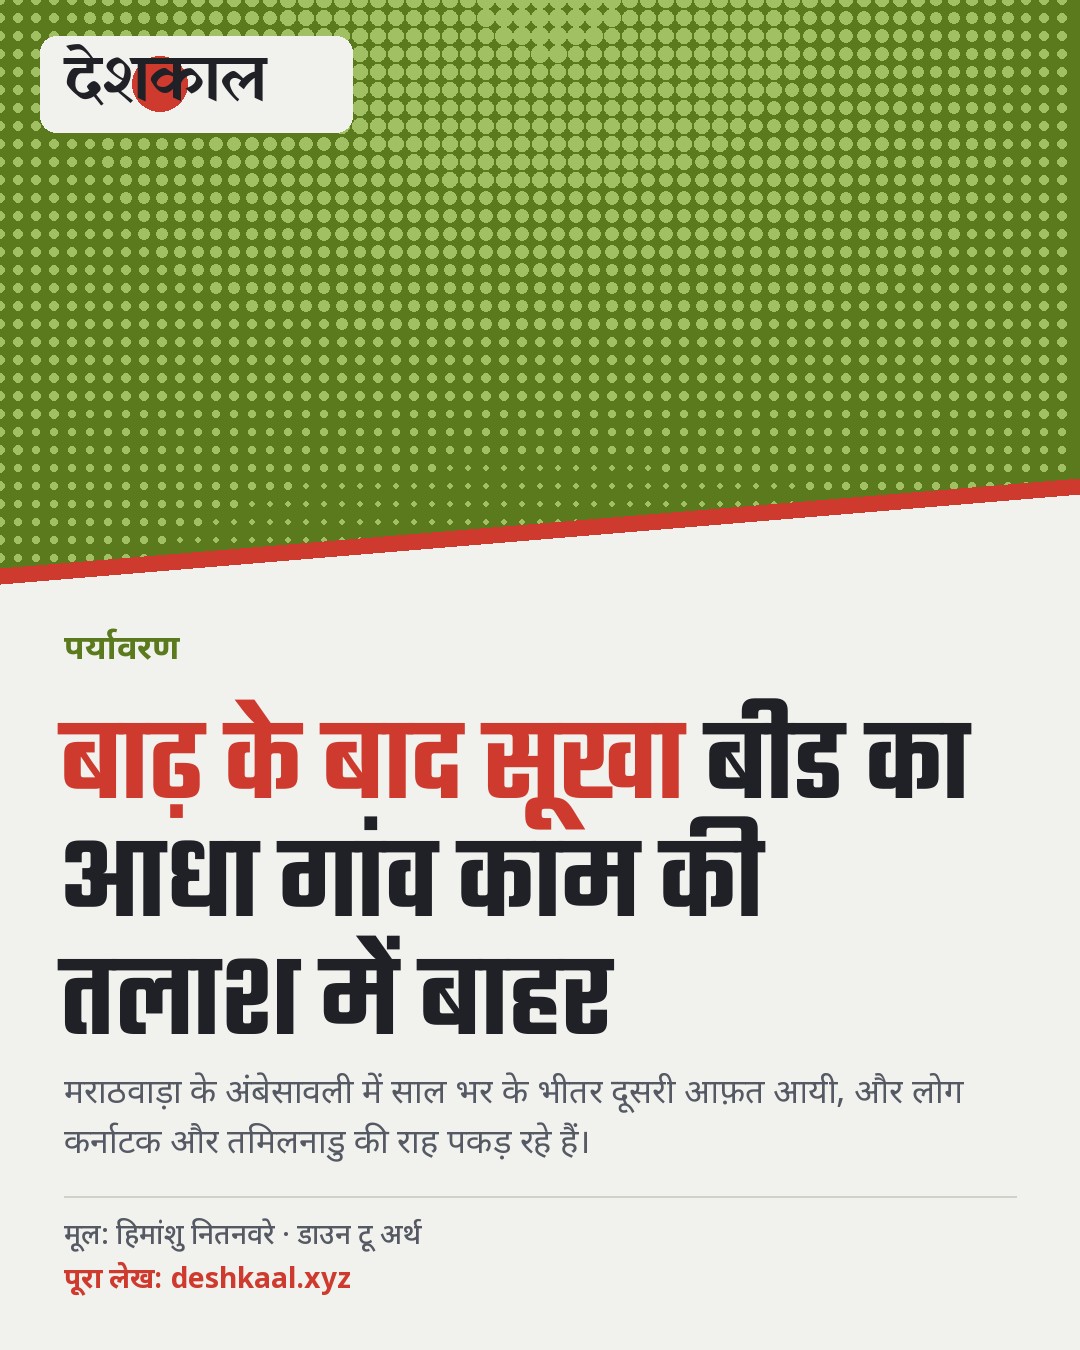 देशकाल
पर्यावरण
बाढ़ के बाद सूखा बीड का
आधा गांव काम की
तलाश में बाहर
मराठवाड़ा के अंबेसावली में साल भर के भीतर दूसरी आफ़त आयी, और लोग
कर्नाटक और तमिलनाडु की राह पकड़ रहे हैं।
मूल: हिमांशु नितनवरे · डाउन टू अर्थ
पूरा लेख: deshkaal.xyz